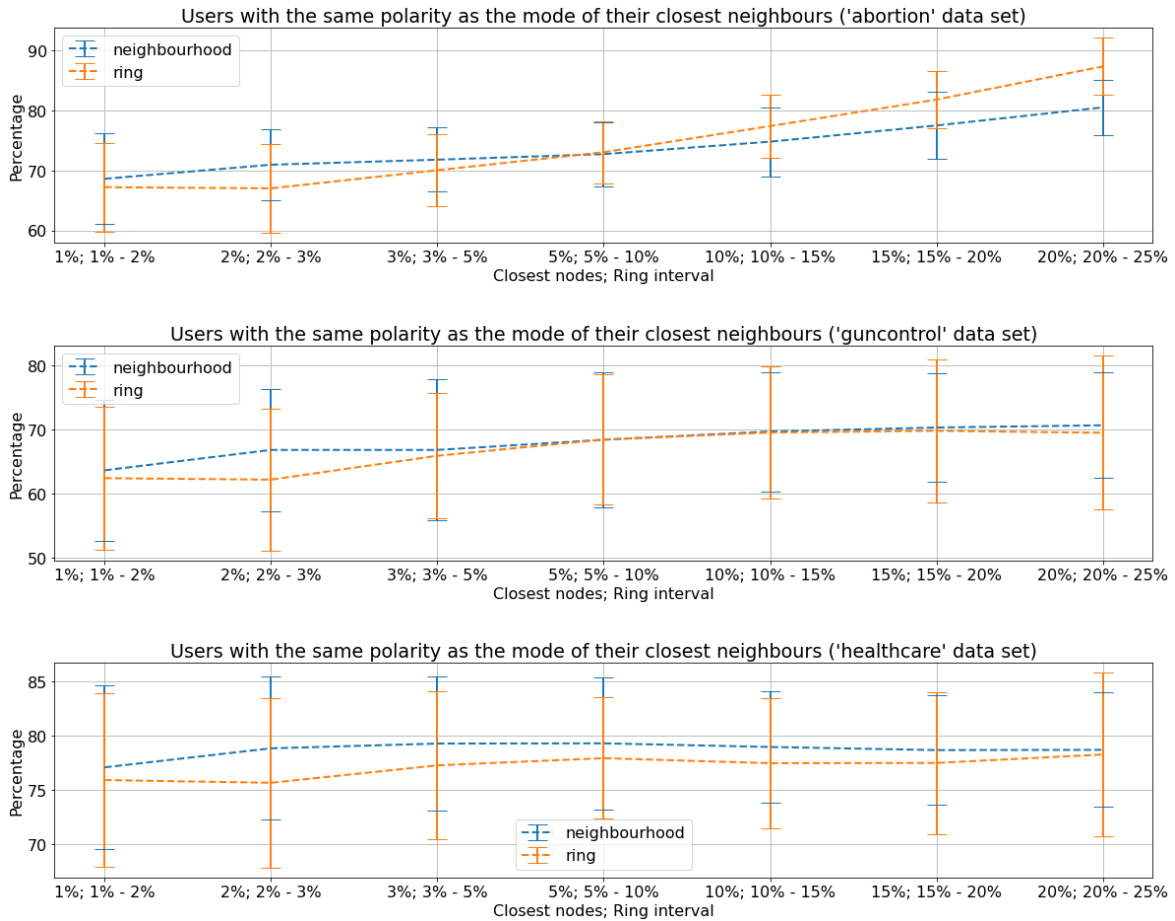 Users with the same polarity as the mode of their closest neighbours ('abortion' data set)
neighbourhood
ring
Percentage
90
80
70
60
1%; 1% - 2%
2%; 2% - 3%
3%; 3% - 5%
5%; 5% - 10%
10%; 10% - 15%
15%; 15% - 20%
20%; 20% - 25%
Closest nodes; Ring interval
Users with the same polarity as the mode of their closest neighbours ('guncontrol' data set)
neighbourhood
ring
Percentage
80
70
60
50
1%; 1% - 2%
2%; 2% - 3%
3%; 3% - 5%
5%; 5% - 10%
10%; 10% - 15%
15%; 15% - 20%
20%; 20% - 25%
Closest nodes; Ring interval
Users with the same polarity as the mode of their closest neighbours ('healthcare' data set)
Percentage
85
80
75
70
neighbourhood
ring
1%; 1% - 2%
2%; 2% - 3%
3%; 3% - 5%
5%; 5% - 10%
10%; 10% - 15%
15%; 15% - 20%
20%; 20% - 25%
Closest nodes; Ring interval